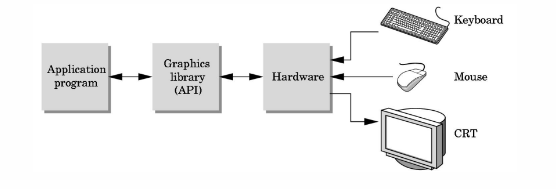 Keyboard
Application
program
Graphics
library
(API)
Hardware
Mouse
CRT